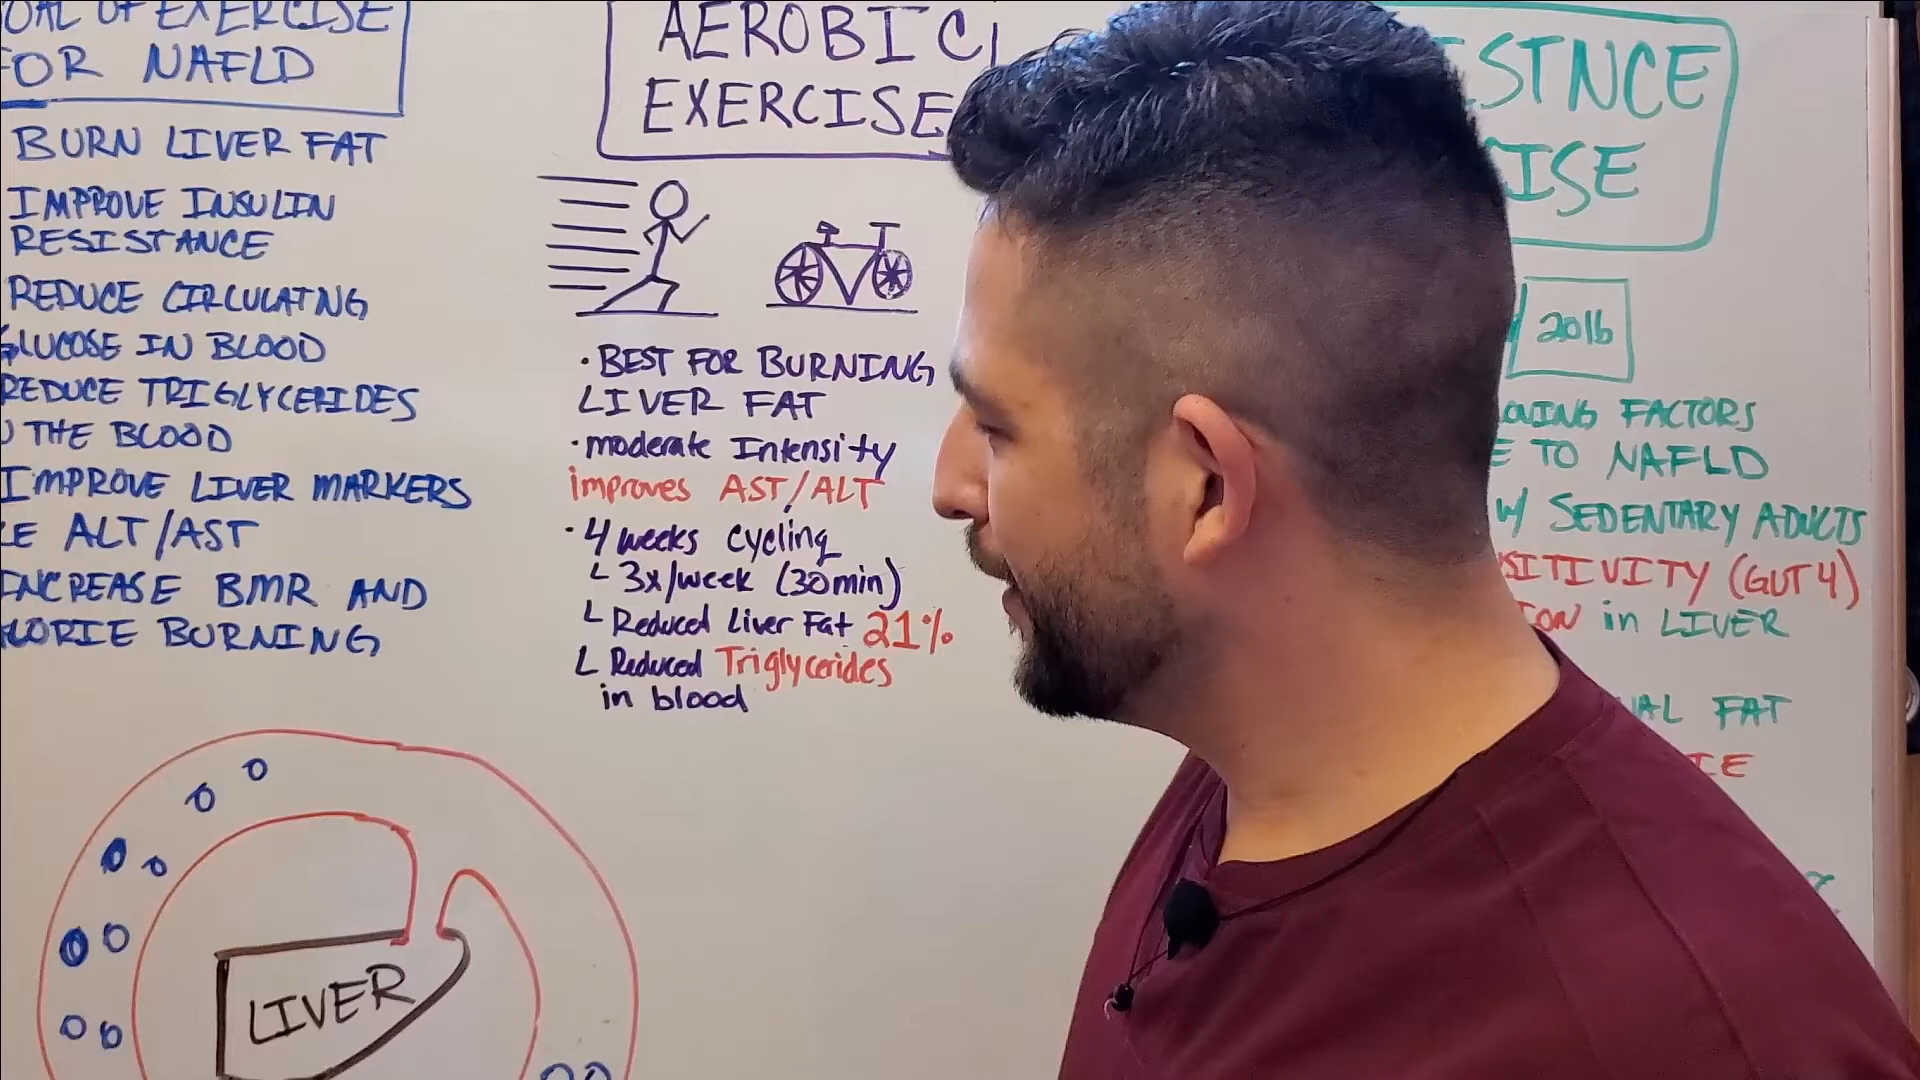 OF EXERCISE
FOR NAFLD
BURN LIVER FAT
IMPROVE INSULIN
RESISTANCE
REDUCE CIRCULATNG
GLUCOSE IN BLOOD
REDUCE TRIGLYCERIDES
THE BLOOD
IMPROVE LIVER MARKERS
ALT/AST
INCREASE BMR AND
BURNING
LIVER
AEROBIC
EXERCISE
• BEST FOR BURNING
LIVER FAT
• moderate Intensity
improves AST/ALT
• 4 weeks cycling
└ 3x/week (30min)
└ Reduced Liver Fat 21%
└ Reduced Triglycerides
in blood
2016
FACTORS
TO NAFLD
W/ SEDENTARY ADULTS
(GUT4)
in LIVER
FAT